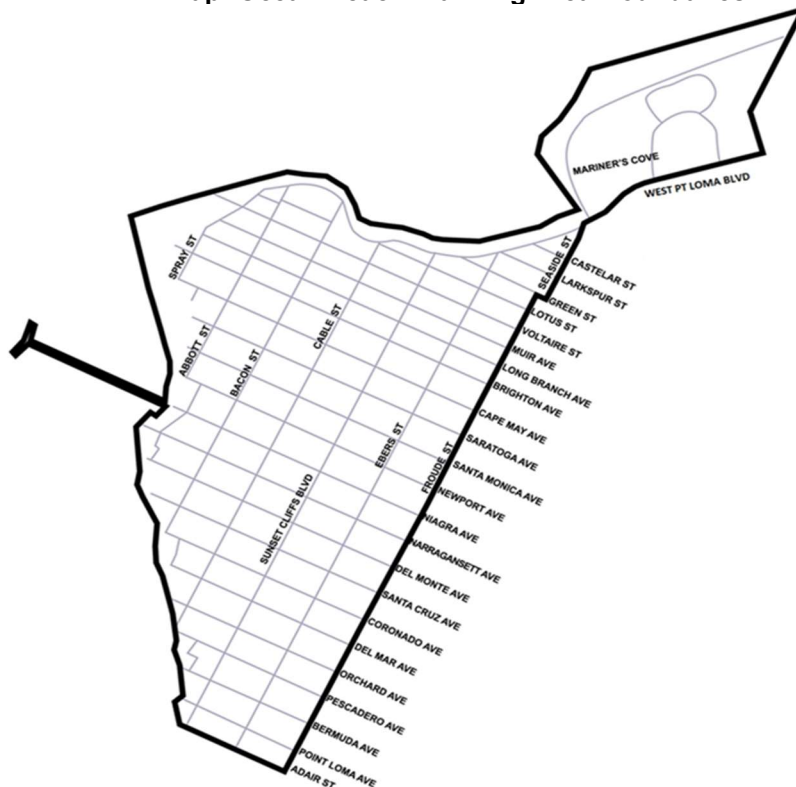 MARINER'S COVE
WEST PT LOMA BLVD
SPRAY ST
SEASIDE ST
CASTELAR ST
LARKSPUR ST
GREEN ST
LOTUS ST
VOLTAIRE ST
MUIR AVE
LONG BRANCH AVE
BRIGHTON AVE
CAPE MAY AVE
SARATOGA AVE
SANTA MONICA AVE
NEWPORT AVE
NIAGRA AVE
NARRAGANSETT AVE
DEL MONTE AVE
SANTA CRUZ AVE
CORONADO AVE
DEL MAR AVE
ORCHARD AVE
PESCADERO AVE
BERMUDA AVE
POINT LOMA AVE
ADAIR ST
ABBOTT ST
BACON ST
CABLE ST
SUNSET CLIFFS BLVD
EBERS ST
FROUDE ST